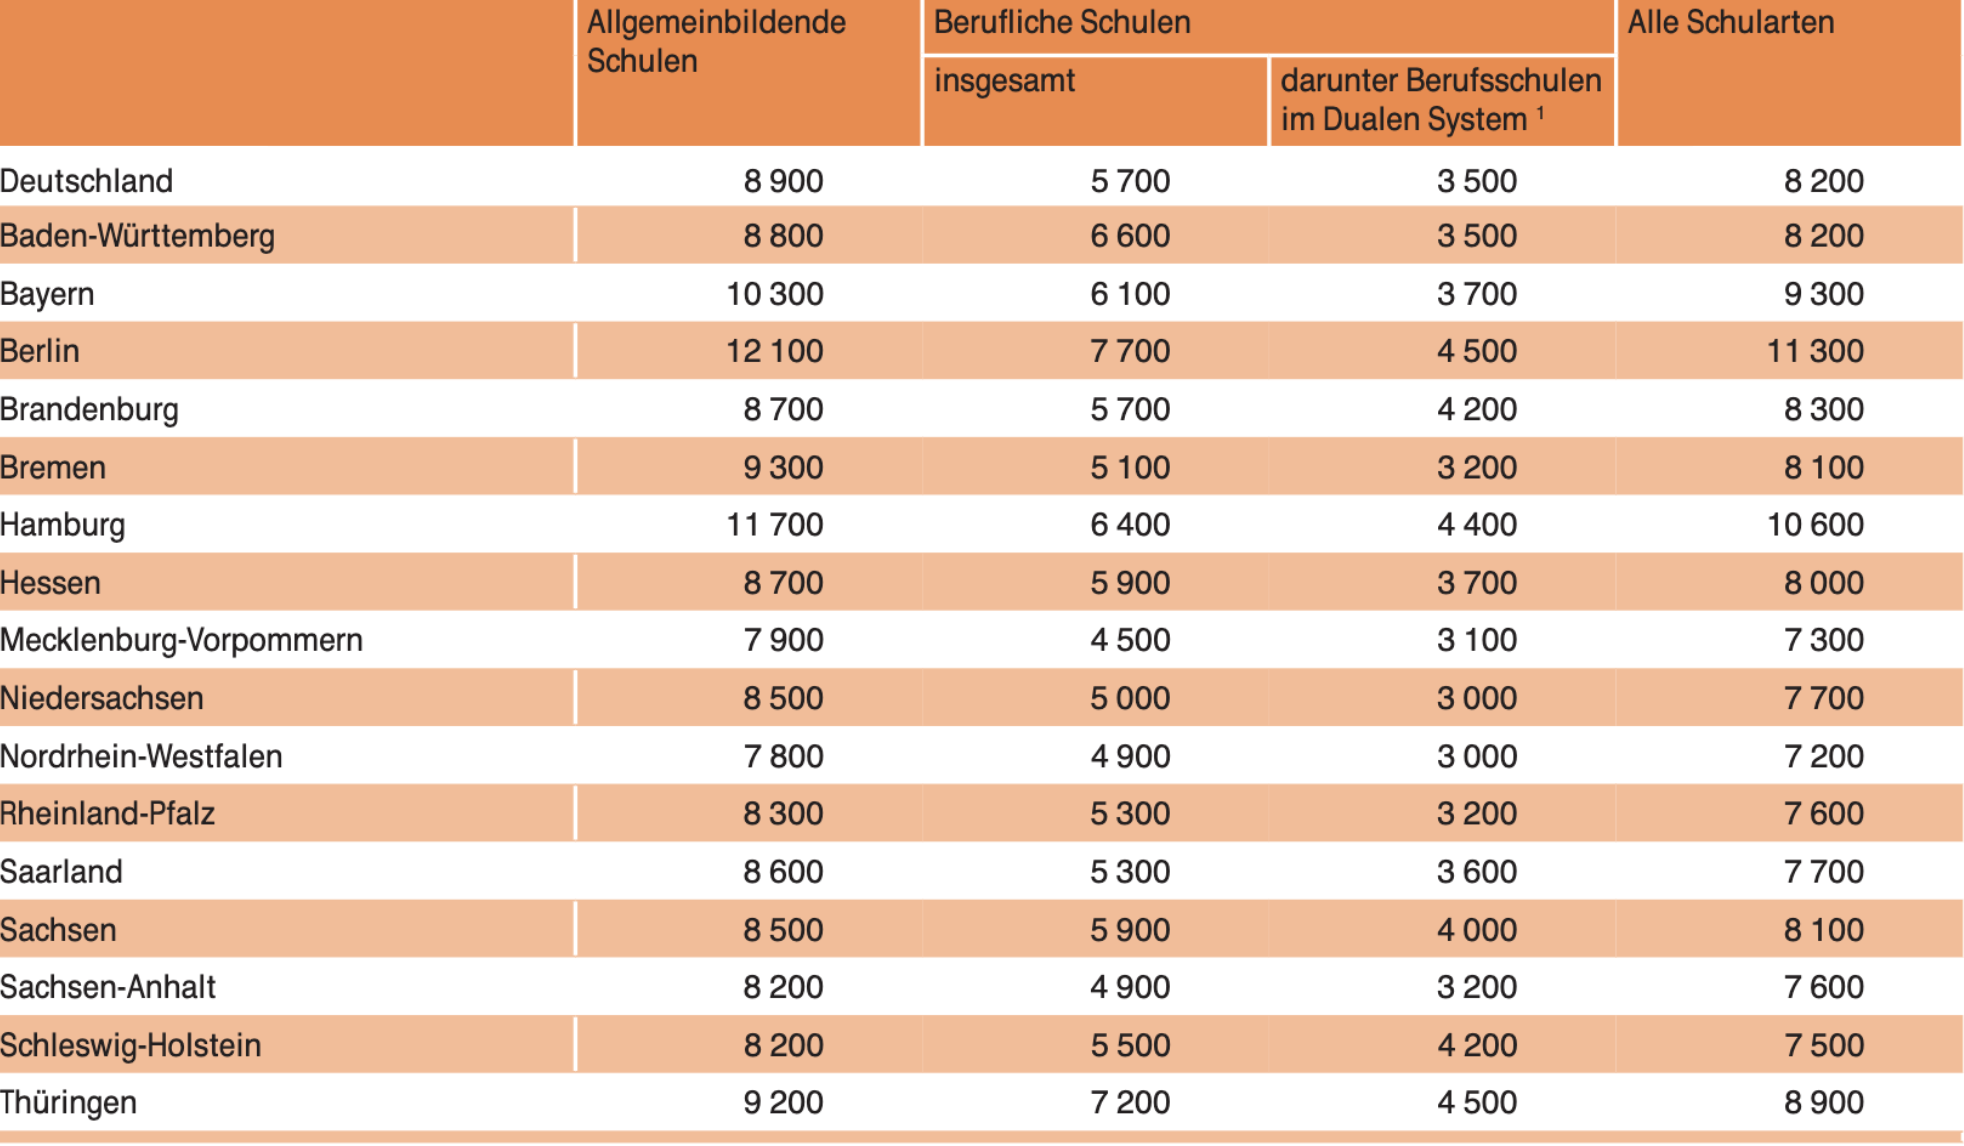 Allgemeinbildende Schulen Berufliche Schulen Alle Schularten
insgesamt darunter Berufsschulen im Dualen System 1
Deutschland 8 900 5 700 3 500 8 200
Baden-Württemberg 8 800 6 600 3 500 8 200
Bayern 10 300 6 100 3 700 9 300
Berlin 12 100 7 700 4 500 11 300
Brandenburg 8 700 5 700 4 200 8 300
Bremen 9 300 5 100 3 200 8 100
Hamburg 11 700 6 400 4 400 10 600
Hessen 8 700 5 900 3 700 8 000
Mecklenburg-Vorpommern 7 900 4 500 3 100 7 300
Niedersachsen 8 500 5 000 3 000 7 700
Nordrhein-Westfalen 7 800 4 900 3 000 7 200
Rheinland-Pfalz 8 300 5 300 3 200 7 600
Saarland 8 600 5 300 3 600 7 700
Sachsen 8 500 5 900 4 000 8 100
Sachsen-Anhalt 8 200 4 900 3 200 7 600
Schleswig-Holstein 8 200 5 500 4 200 7 500
Thüringen 9 200 7 200 4 500 8 900